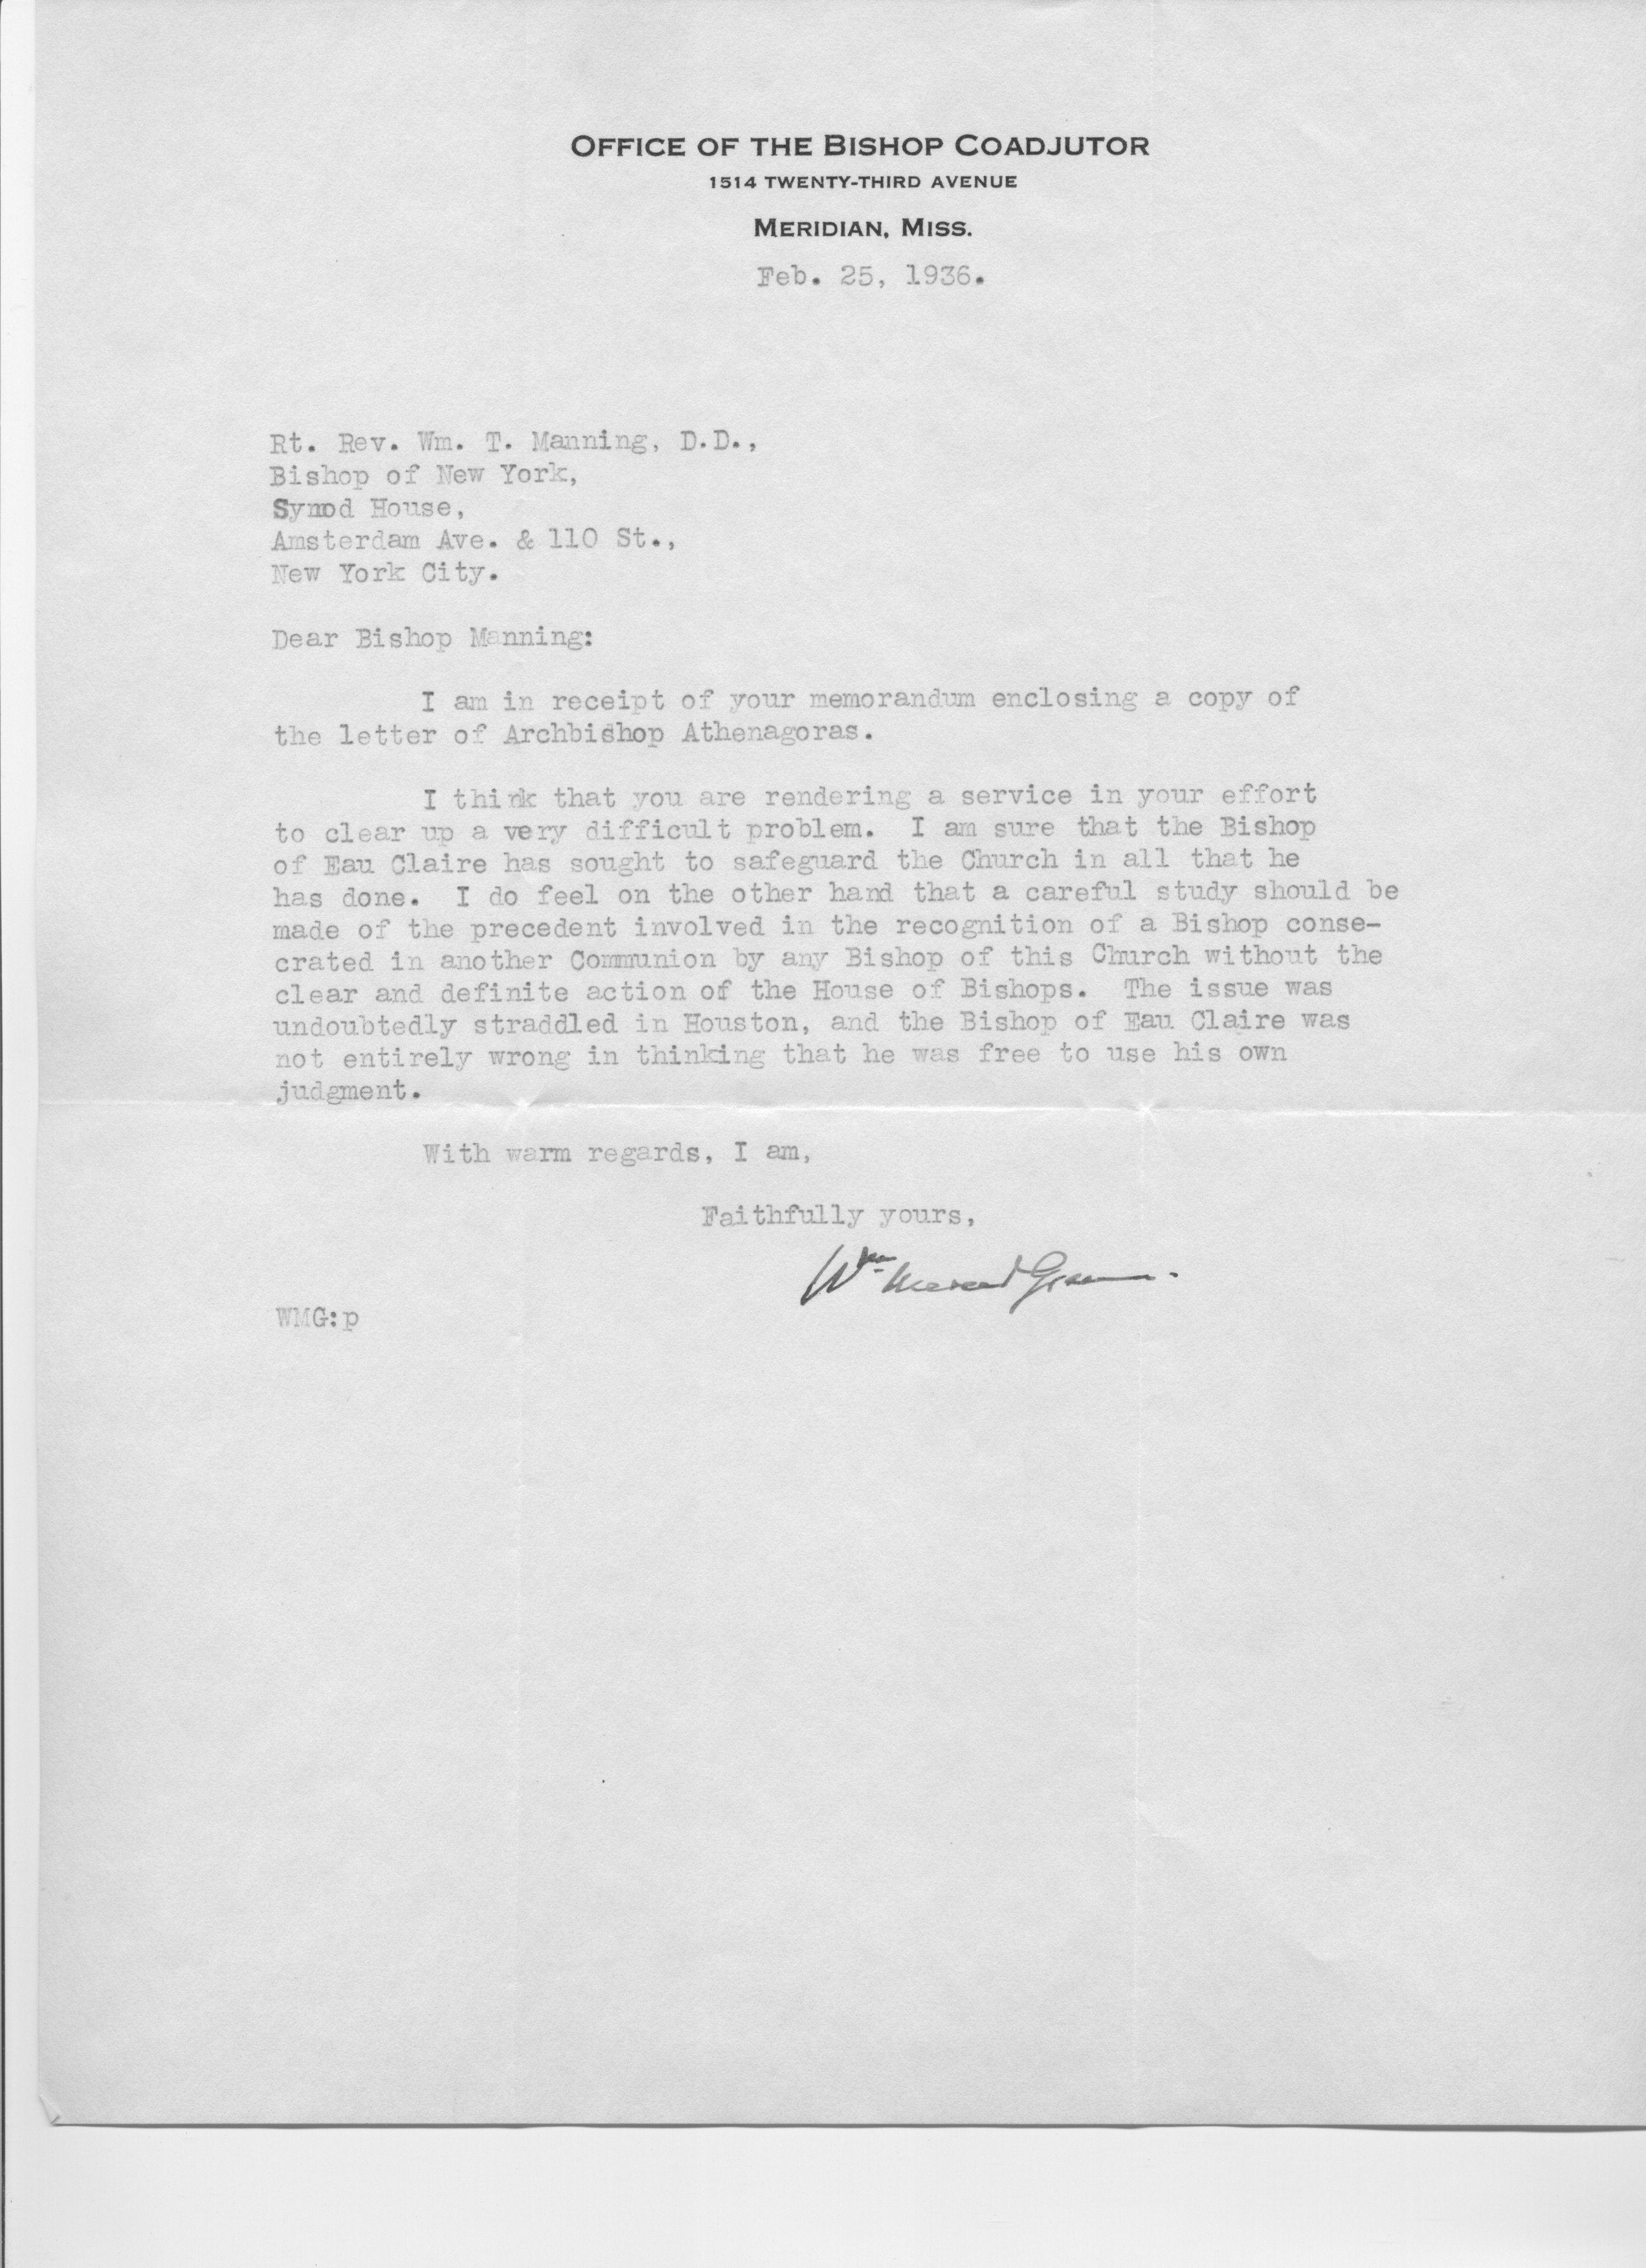 OFFICE OF THE BISHOP COADJUTOR
1514 TWENTY-THIRD AVENUE
MERIDIAN, MISS.
Feb. 25, 1936.
Rt. Rev. Wm. T. Manning, D.D.,
Bishop of New York,
Synod House,
Amsterdam Ave. & 110 St.,
New York City.
Dear Bishop Manning:
I am in receipt of your memorandum enclosing a copy of
the letter of Archbishop Athenagoras.
I think that you are rendering a service in your effort
to clear up a very difficult problem. I am sure that the Bishop
of Eau Claire has sought to safeguard the Church in all that he
has done. I do feel on the other hand that a careful study should be
made of the precedent involved in the recognition of a Bishop conse-
crated in another Communion by any Bishop of this Church without the
clear and definite action of the House of Bishops. The issue was
undoubtedly straddled in Houston, and the Bishop of Eau Claire was
not entirely wrong in thinking that he was free to use his own
judgment.
With warm regards, I am,
Faithfully yours,
Wm Mercer Green.
WMG:p